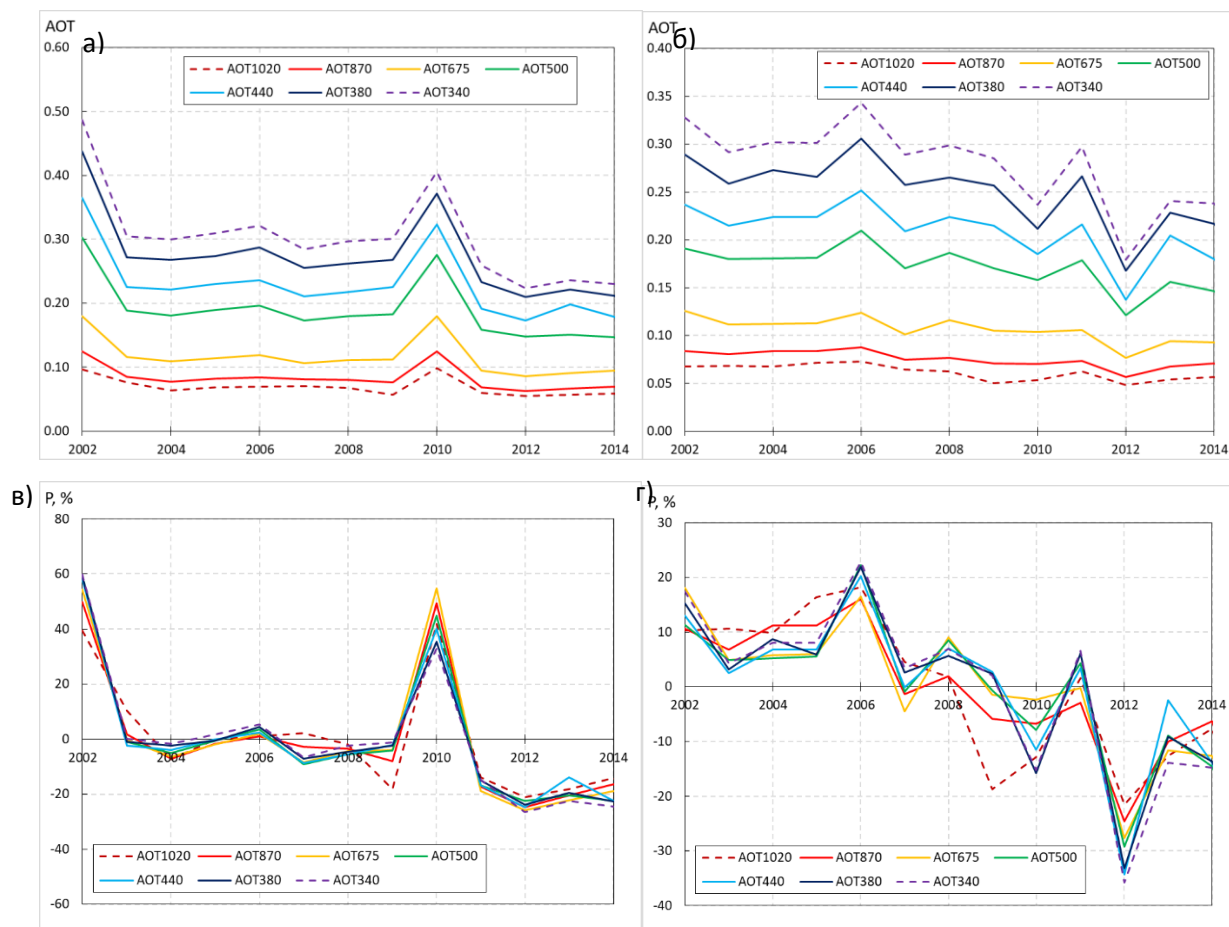 AOT
а)
0.60
0.50
0.40
0.30
0.20
0.10
0.00
AOT1020 AOT870 AOT675 AOT500
AOT440 AOT380 AOT340
2002 2004 2006 2008 2010 2012 2014
AOT
б)
0.40
0.35
0.30
0.25
0.20
0.15
0.10
0.05
0.00
AOT1020 AOT870 AOT675 AOT500
AOT440 AOT380 AOT340
2002 2004 2006 2008 2010 2012 2014
в)
P, %
80
60
40
20
0
-20
-40
-60
2002 2004 2006 2008 2010 2012 2014
AOT1020 AOT870 AOT675 AOT500
AOT440 AOT380 AOT340
г)
P, %
30
20
10
0
-10
-20
-30
-40
2002 2004 2006 2008 2010 2012 2014
AOT1020 AOT870 AOT675 AOT500
AOT440 AOT380 AOT340